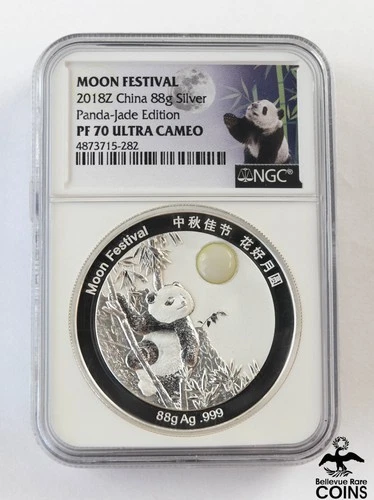 MOON FESTIVAL
2018Z China 88g Silver
Panda-Jade Edition
PF 70 ULTRA CAMEO
4873715-282
NGC®
Moon Festival 中秋佳节 花好月圆
88g Ag .999
Bellevue Rare
COINS